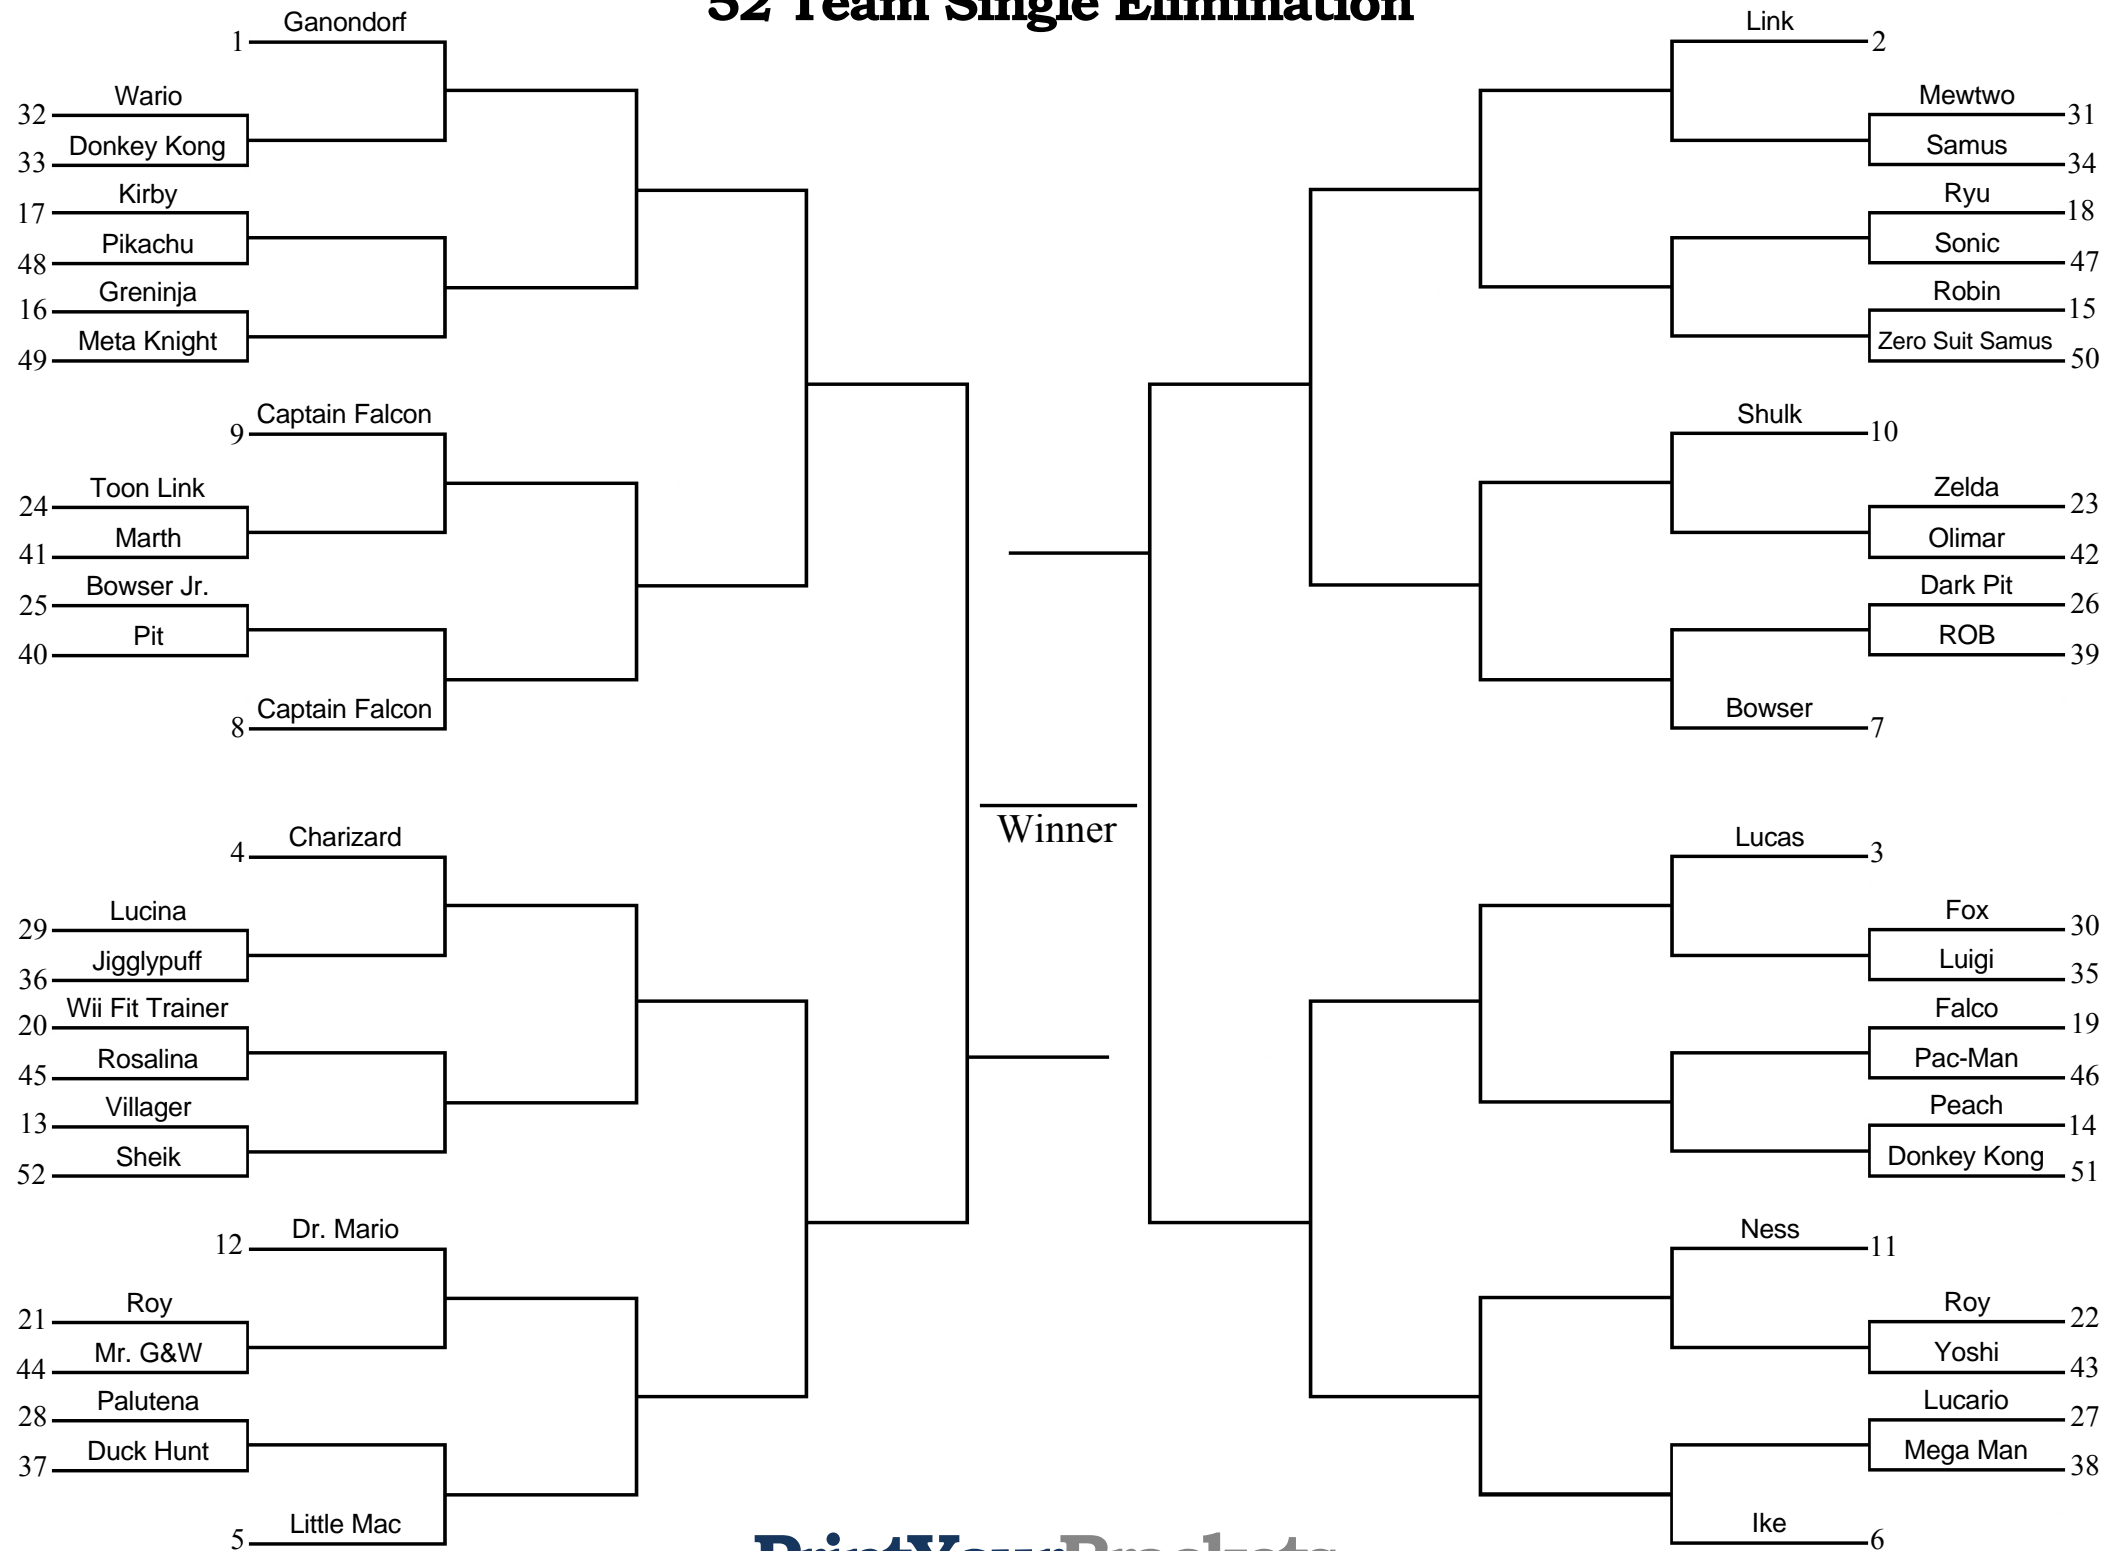 52 Team Single Elimination
Ganondorf
1
Wario
32
Donkey Kong
33
Kirby
17
Pikachu
48
Greninja
16
Meta Knight
49
Captain Falcon
9
Toon Link
24
Marth
41
Bowser Jr.
25
Pit
40
Captain Falcon
8
Charizard
4
Lucina
29
Jigglypuff
36
Wii Fit Trainer
20
Rosalina
45
Villager
13
Sheik
52
Dr. Mario
12
Roy
21
Mr. G&W
44
Palutena
28
Duck Hunt
37
Little Mac
5
Winner
Link
2
Mewtwo
31
Samus
34
Ryu
18
Sonic
47
Robin
15
Zero Suit Samus
50
Shulk
10
Zelda
23
Olimar
42
Dark Pit
26
ROB
39
Bowser
7
Lucas
3
Fox
30
Luigi
35
Falco
19
Pac-Man
46
Peach
14
Donkey Kong
51
Ness
11
Roy
22
Yoshi
43
Lucario
27
Mega Man
38
Ike
6
PrintYourBrackets